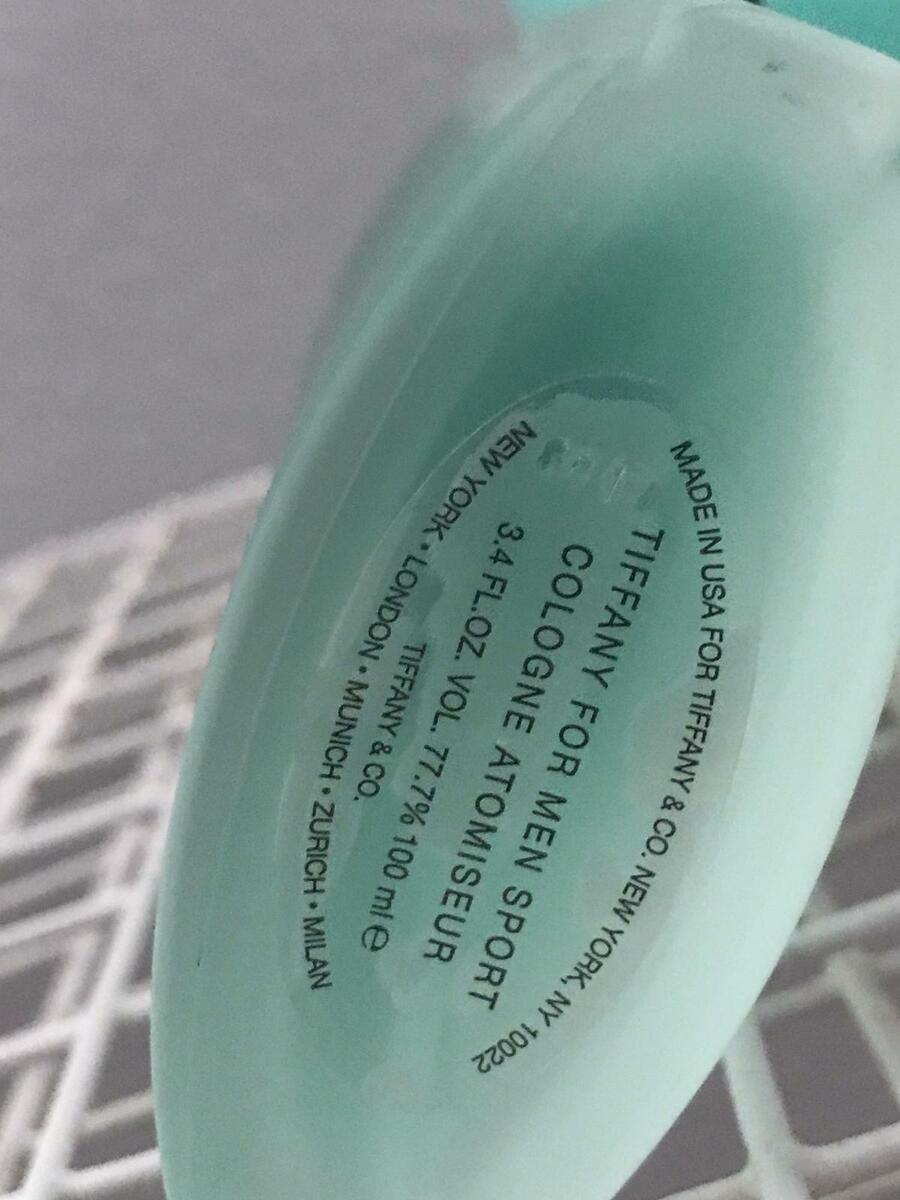 MADE IN USA FOR TIFFANY & CO. NEW YORK, NY 10022
TIFFANY FOR MEN SPORT
COLOGNE ATOMISEUR
3.4 FL.OZ. VOL. 77.7% 100 ml ℮
TIFFANY & CO.
NEW YORK • LONDON • MUNICH • ZURICH • MILAN